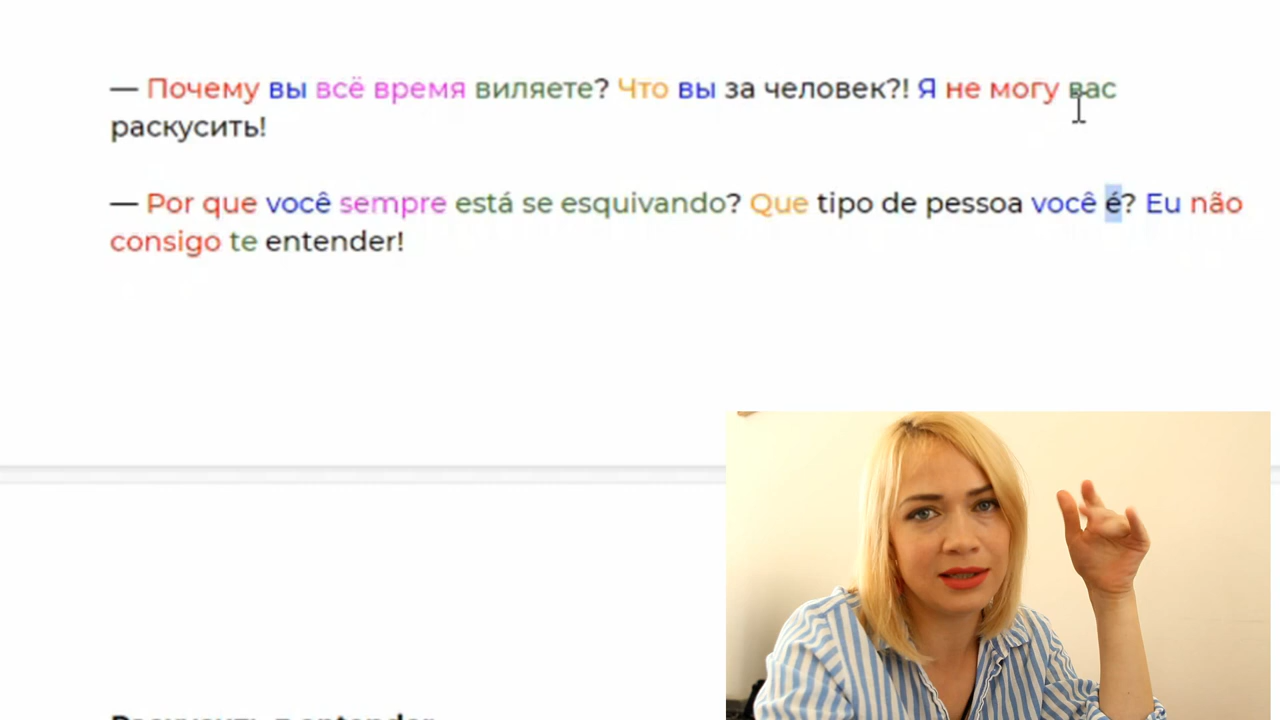 — Почему вы всё время виляете? Что вы за человек?! Я не могу вас
раскусить!
— Por que você sempre está se esquivando? Que tipo de pessoa você é? Eu não
consigo te entender!